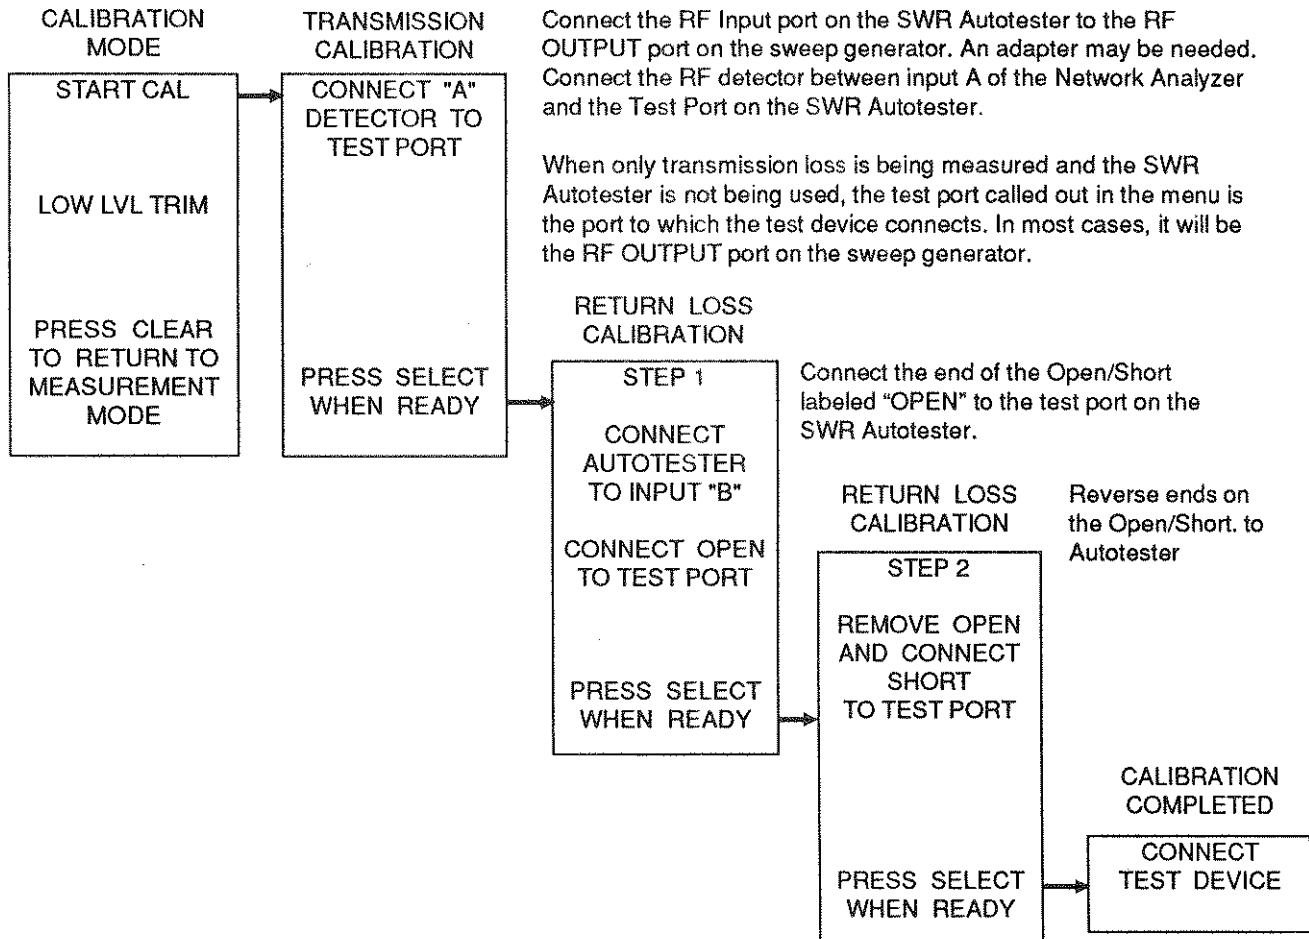 CALIBRATION
MODE
START CAL
LOW LVL TRIM
PRESS CLEAR
TO RETURN TO
MEASUREMENT
MODE
TRANSMISSION
CALIBRATION
CONNECT "A"
DETECTOR TO
TEST PORT
PRESS SELECT
WHEN READY
Connect the RF Input port on the SWR Autotester to the RF
OUTPUT port on the sweep generator. An adapter may be needed.
Connect the RF detector between input A of the Network Analyzer
and the Test Port on the SWR Autotester.
When only transmission loss is being measured and the SWR
Autotester is not being used, the test port called out in the menu is
the port to which the test device connects. In most cases, it will be
the RF OUTPUT port on the sweep generator.
RETURN LOSS
CALIBRATION
STEP 1
CONNECT
AUTOTESTER
TO INPUT "B"
CONNECT OPEN
TO TEST PORT
PRESS SELECT
WHEN READY
Connect the end of the Open/Short
labeled "OPEN" to the test port on the
SWR Autotester.
RETURN LOSS
CALIBRATION
STEP 2
REMOVE OPEN
AND CONNECT
SHORT
TO TEST PORT
PRESS SELECT
WHEN READY
Reverse ends on
the Open/Short. to
Autotester
CALIBRATION
COMPLETED
CONNECT
TEST DEVICE